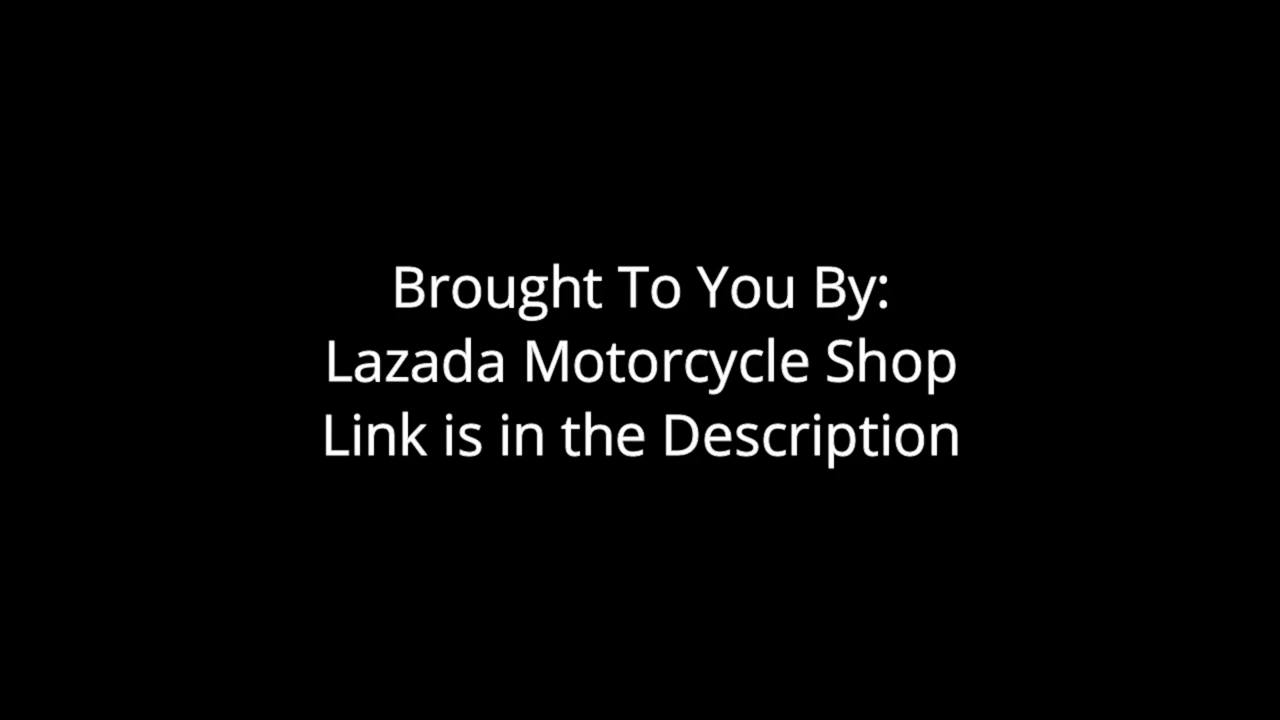 Brought To You By:
Lazada Motorcycle Shop
Link is in the Description